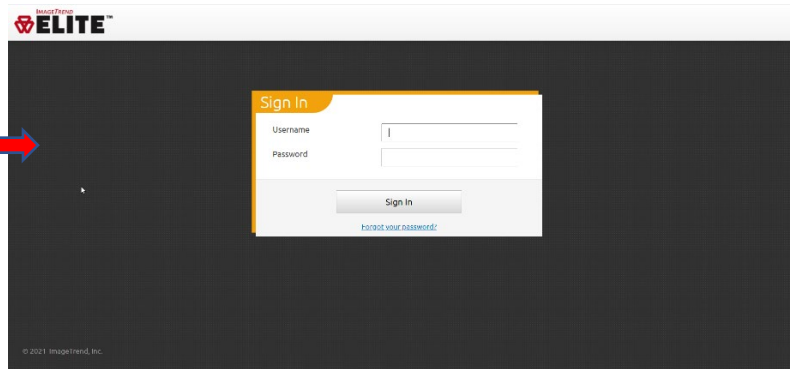 IMAGETREND
ELITE™
Sign In
Username
Password
Sign In
Forgot your password?
© 2021 ImageTrend, Inc.